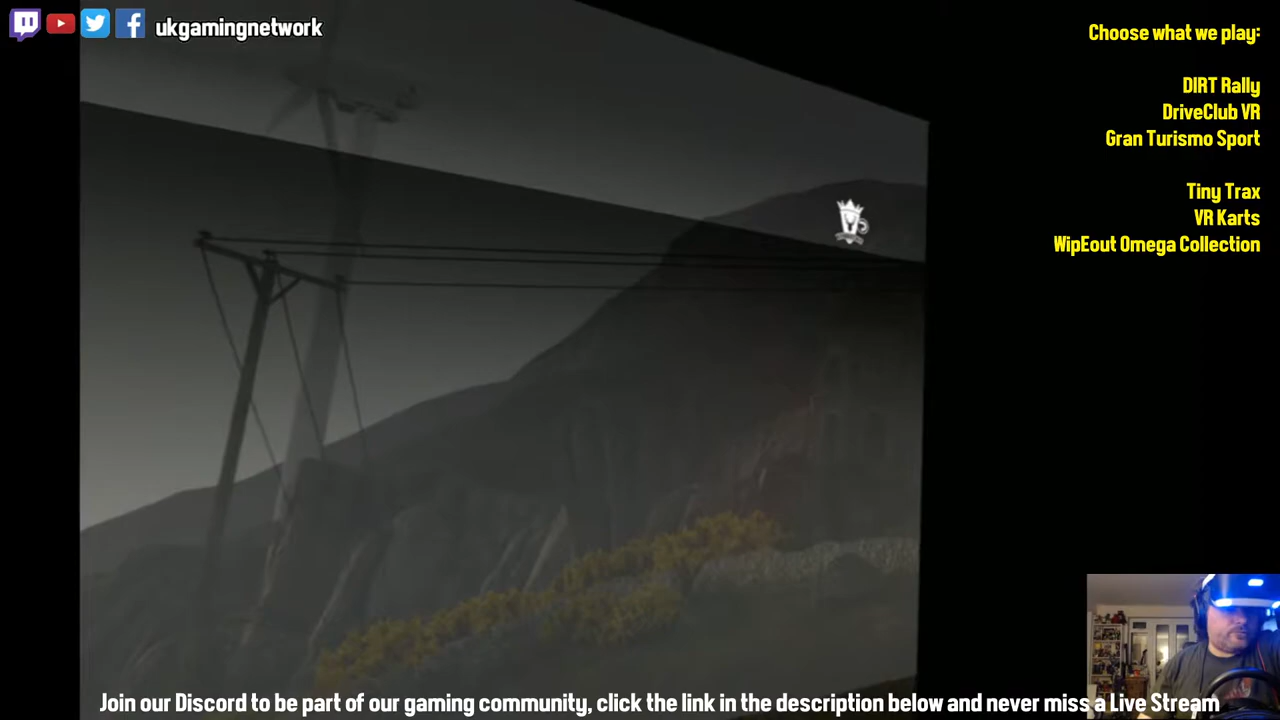 ukgamingnetwork
Choose what we play:
DIRT Rally
DriveClub VR
Gran Turismo Sport
Tiny Trax
VR Karts
WipEout Omega Collection
Join our Discord to be part of our gaming community, click the link in the description below and never miss a Live Stream